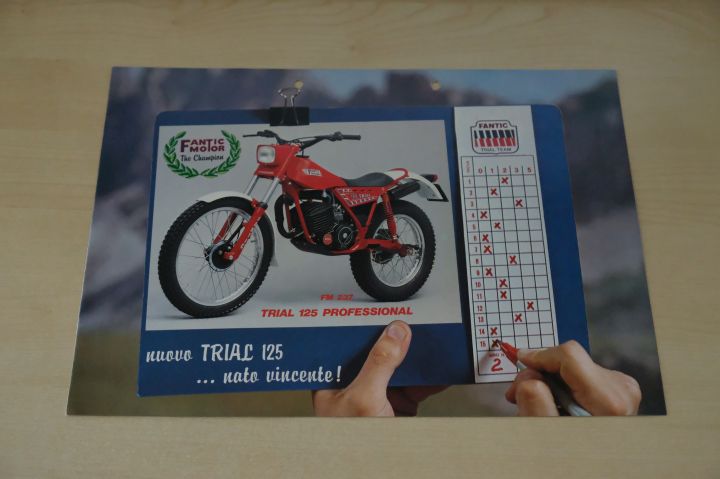 FANTIC
MOTOR
The Champion
FM 237
TRIAL 125 PROFESSIONAL
nuovo TRIAL 125
... nato vincente!
FANTIC
TRIAL TEAM
0 1 2 3 4 5
1
2
3
4
5
6
7
8
9
10
11
12
13
14
15
2